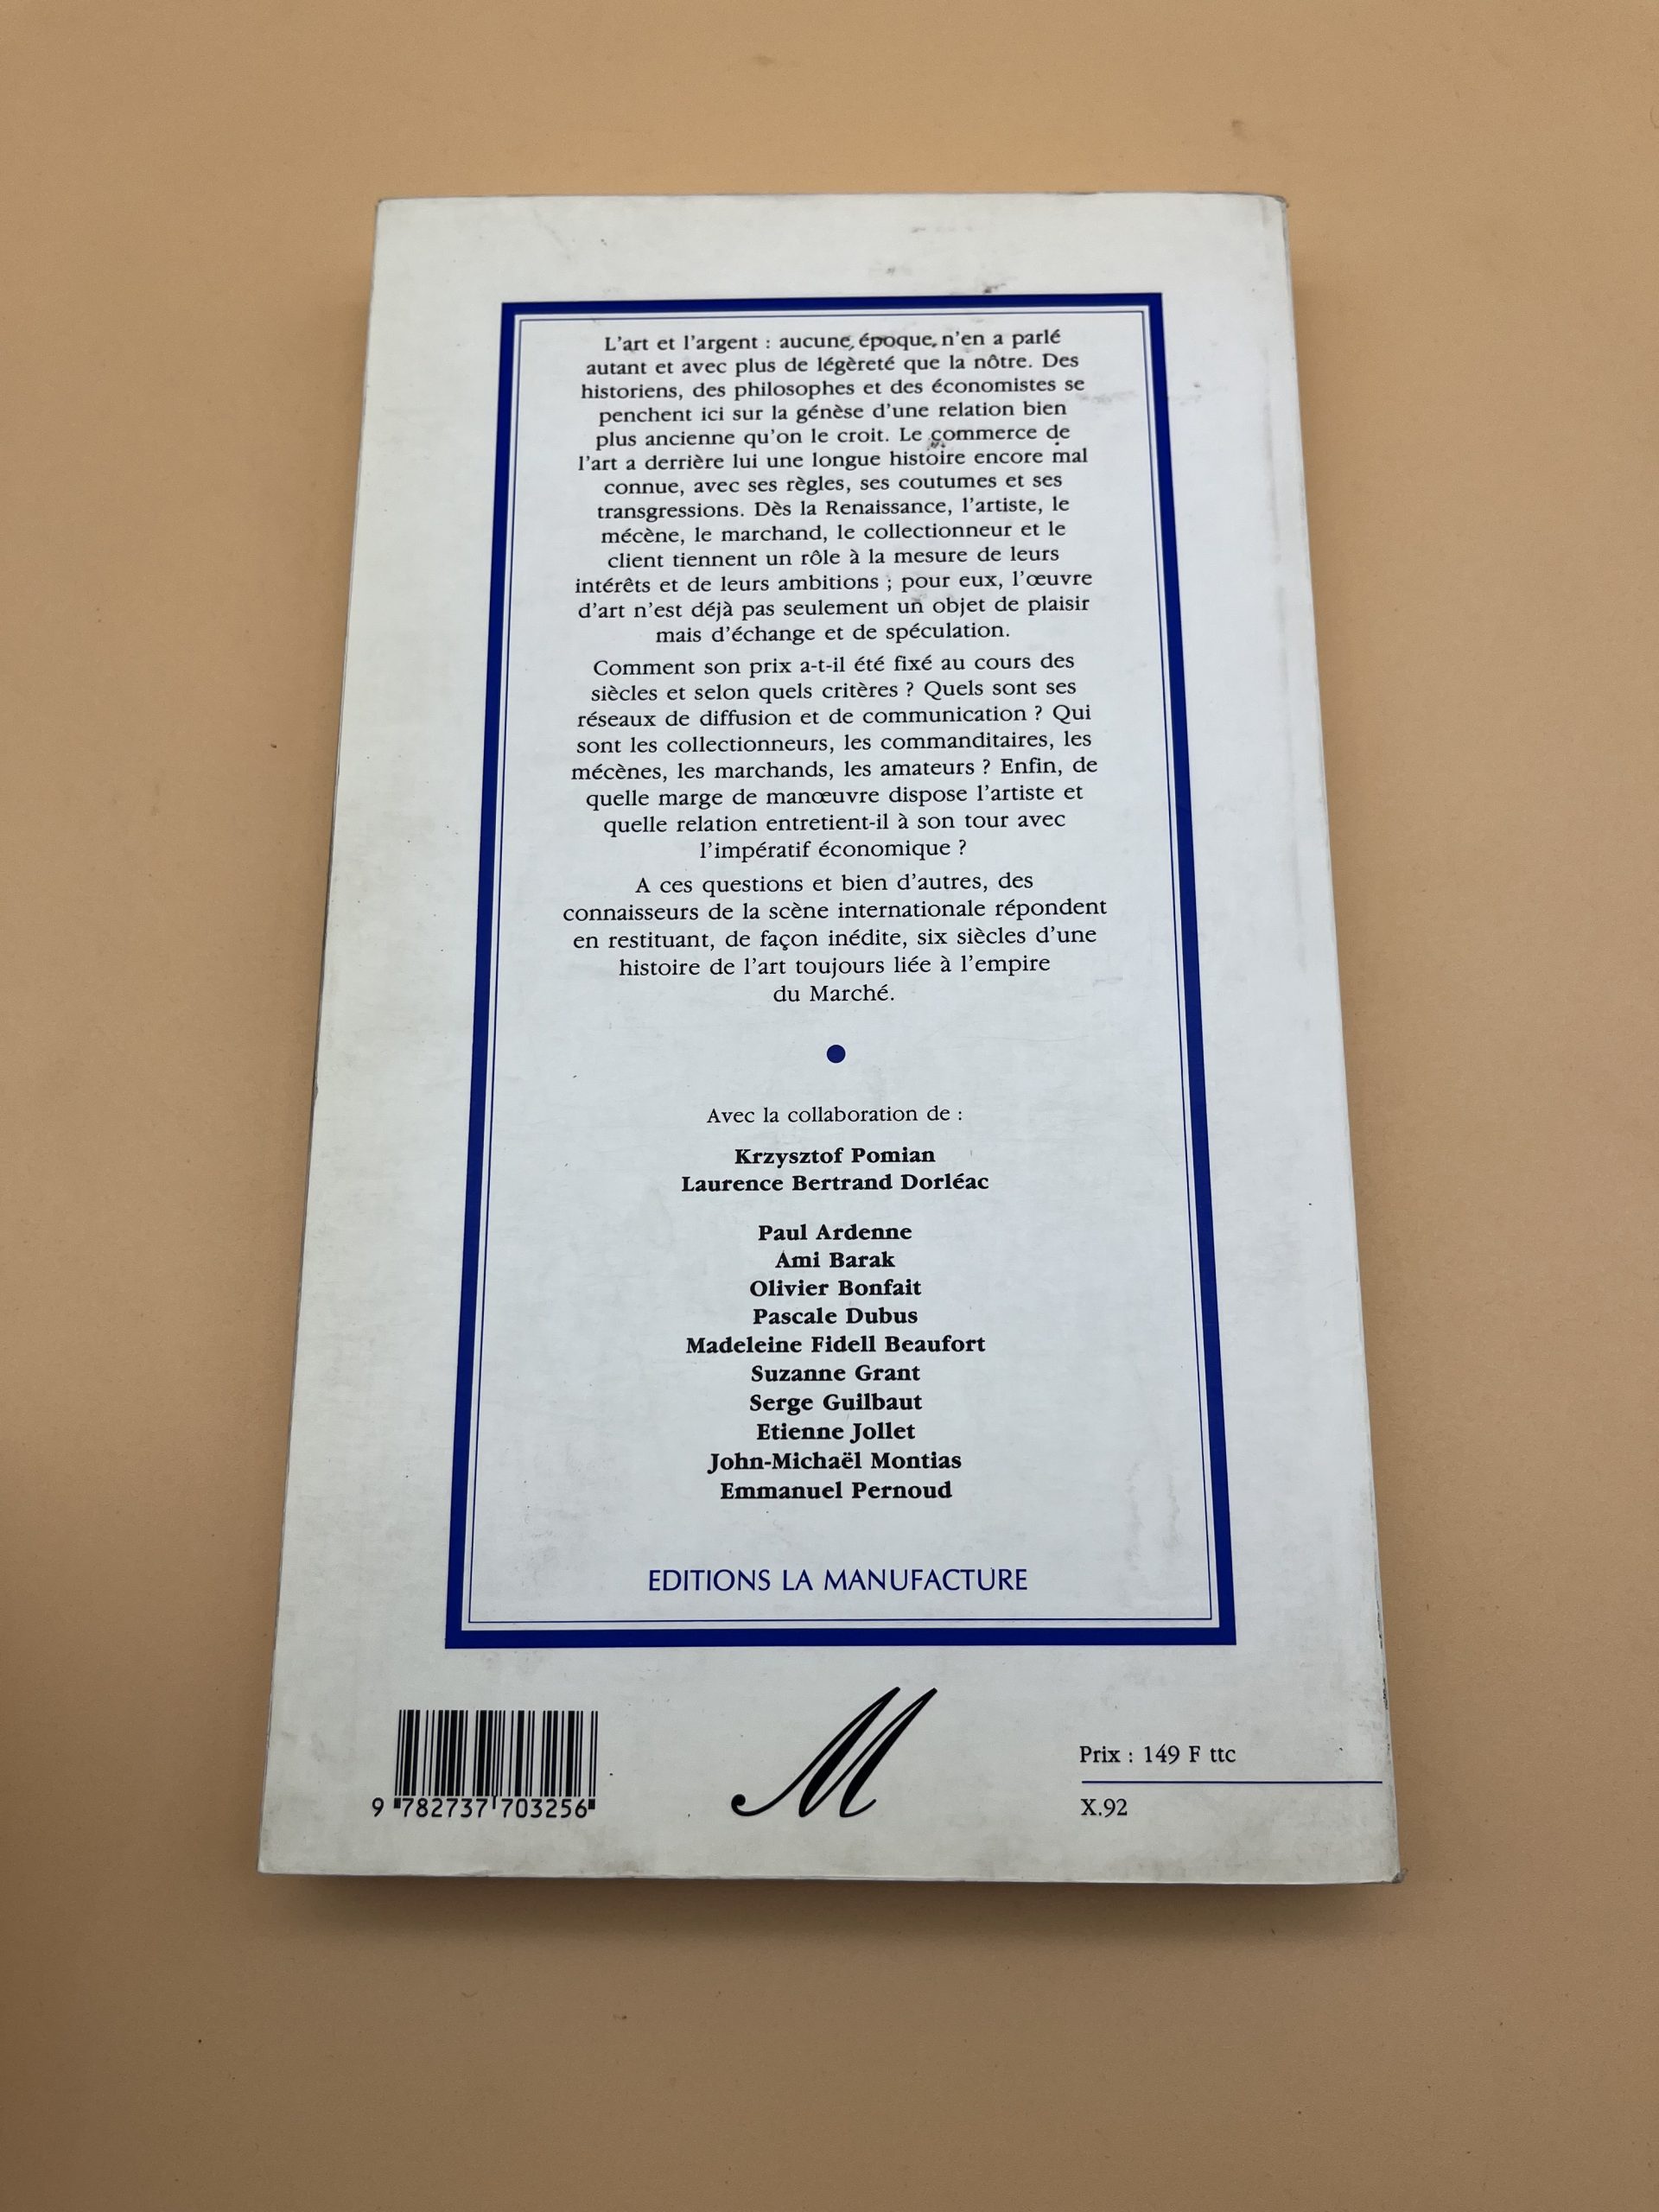 L'art et l'argent : aucune époque n'en a parlé
autant et avec plus de légèreté que la nôtre. Des
historiens, des philosophes et des économistes se
penchent ici sur la génèse d'une relation bien
plus ancienne qu'on le croit. Le commerce de
l'art a derrière lui une longue histoire encore mal
connue, avec ses règles, ses coutumes et ses
transgressions. Dès la Renaissance, l'artiste, le
mécène, le marchand, le collectionneur et le
client tiennent un rôle à la mesure de leurs
intérêts et de leurs ambitions ; pour eux, l'œuvre
d'art n'est déjà pas seulement un objet de plaisir
mais d'échange et de spéculation.
Comment son prix a-t-il été fixé au cours des
siècles et selon quels critères ? Quels sont ses
réseaux de diffusion et de communication ? Qui
sont les collectionneurs, les commanditaires, les
mécènes, les marchands, les amateurs ? Enfin, de
quelle marge de manœuvre dispose l'artiste et
quelle relation entretient-il à son tour avec
l'impératif économique ?
A ces questions et bien d'autres, des
connaisseurs de la scène internationale répondent
en restituant, de façon inédite, six siècles d'une
histoire de l'art toujours liée à l'empire
du Marché.
Avec la collaboration de :
Krzysztof Pomian
Laurence Bertrand Dorléac
Paul Ardenne
Ami Barak
Olivier Bonfait
Pascale Dubus
Madeleine Fidell Beaufort
Suzanne Grant
Serge Guilbaut
Etienne Jollet
John-Michaël Montias
Emmanuel Pernoud
EDITIONS LA MANUFACTURE
9 782737 703256
M
Prix : 149 F ttc
X.92